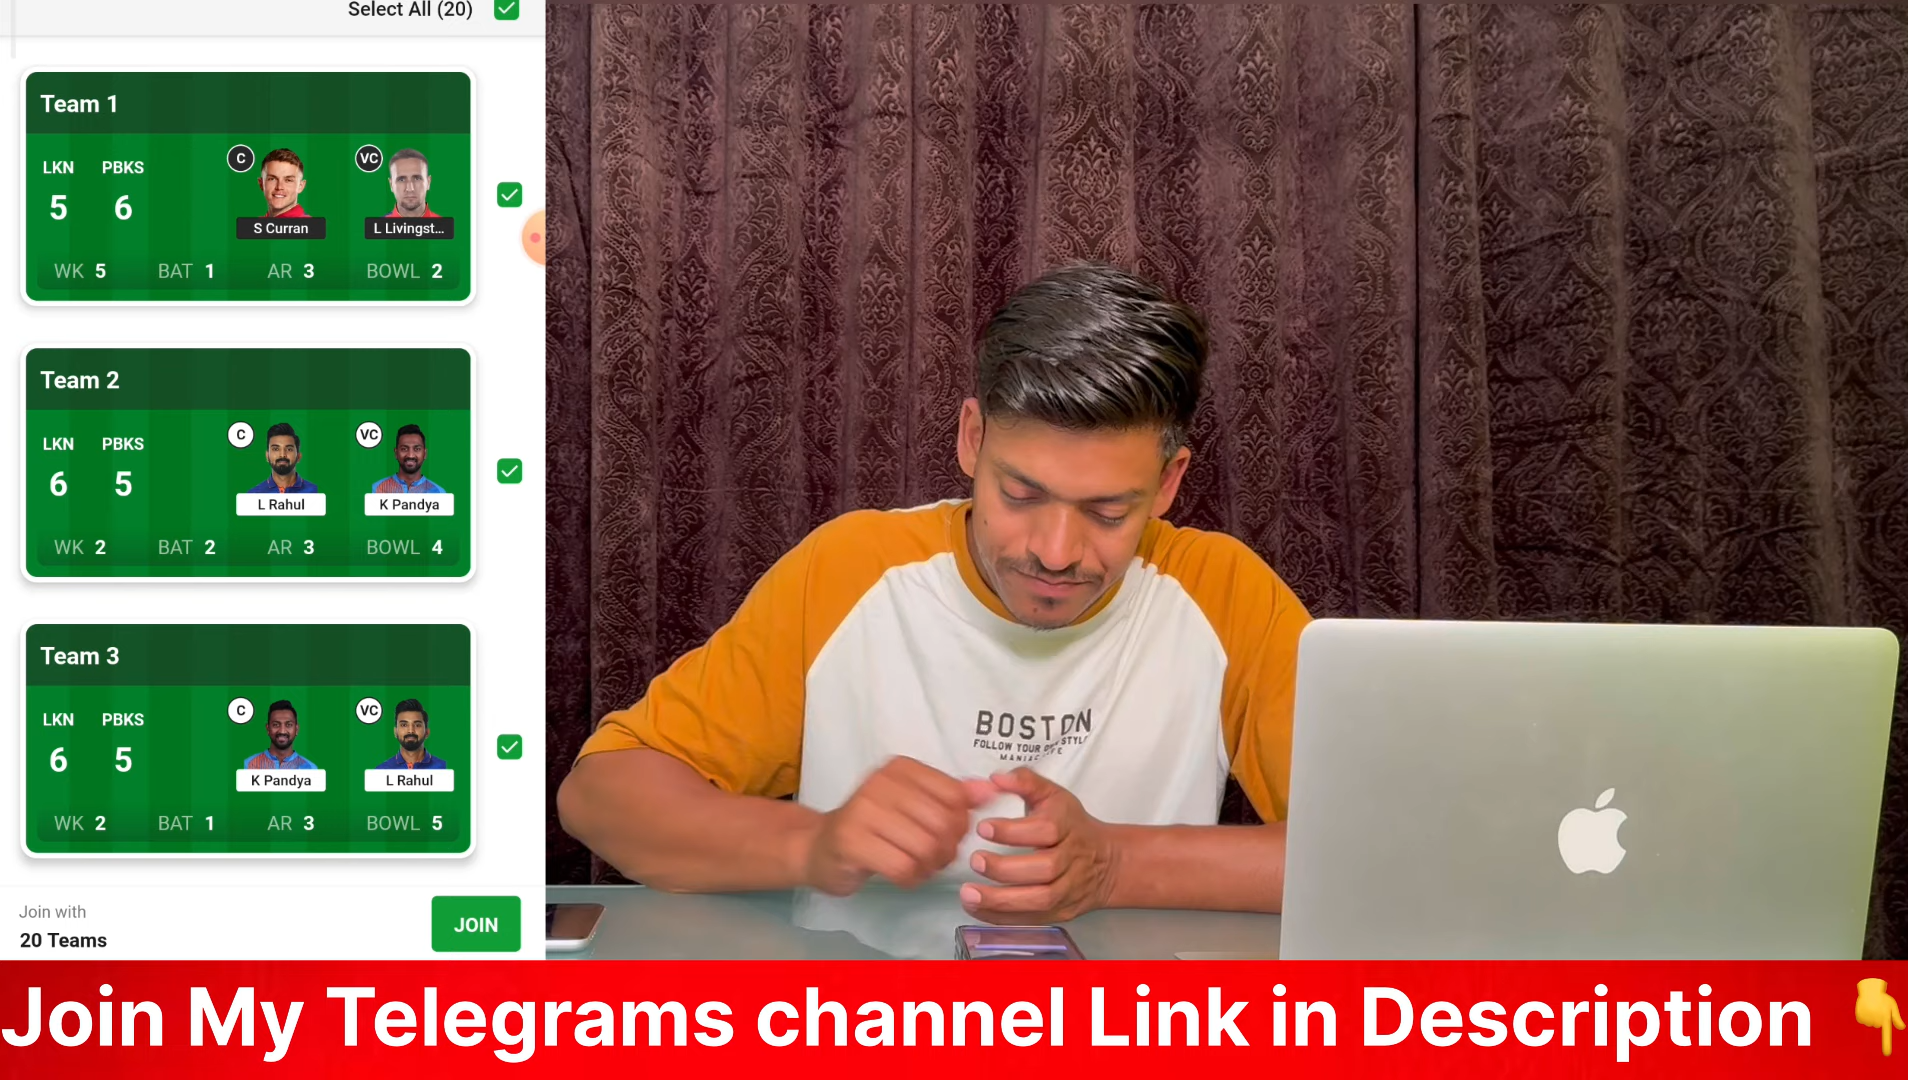 Select All (20)
Team 1
LKN PBKS
5 6
C VC
S Curran L Livingst...
WK 5 BAT 1 AR 3 BOWL 2
Team 2
LKN PBKS
6 5
C VC
L Rahul K Pandya
WK 2 BAT 2 AR 3 BOWL 4
Team 3
LKN PBKS
6 5
C VC
K Pandya L Rahul
WK 2 BAT 1 AR 3 BOWL 5
Join with
20 Teams
JOIN
BOSTON
FOLLOW YOUR STYLE
Join My Telegrams channel Link in Description 👇